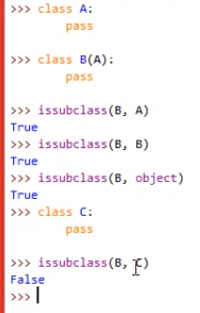 >>> class A:
        pass

>>> class B(A):
        pass

>>> issubclass(B, A)
True
>>> issubclass(B, B)
True
>>> issubclass(B, object)
True
>>> class C:
        pass

>>> issubclass(B, C)
False
>>>